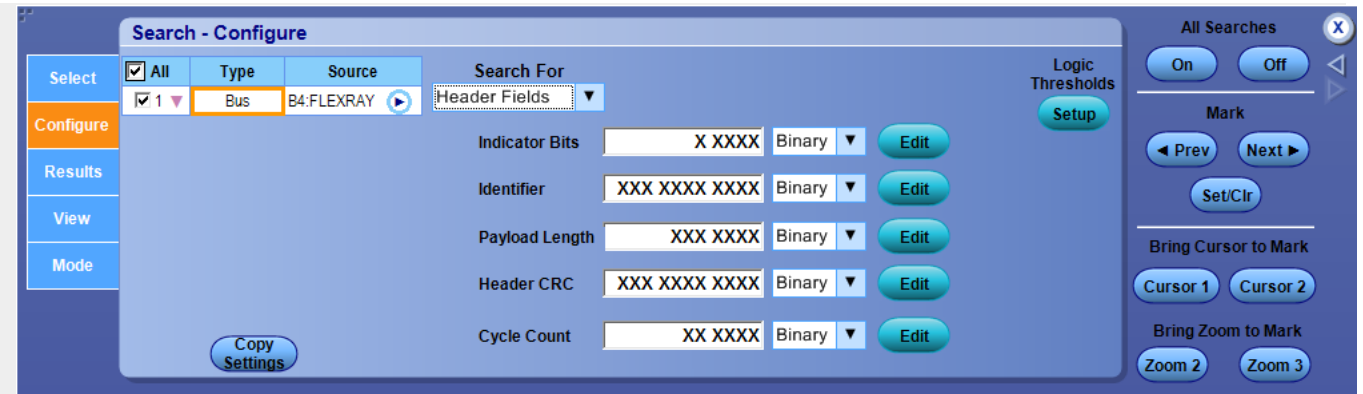 Search - Configure
All Searches
X
Select
All Type Source
Search For
Logic
Thresholds
On Off
1 Bus B4:FLEXRAY
Header Fields
Setup
Configure
Mark
Indicator Bits X XXXX Binary Edit
Prev Next
Results
Identifier XXX XXXX XXXX Binary Edit
Set/Clr
View
Payload Length XXX XXXX Binary Edit
Bring Cursor to Mark
Mode
Header CRC XXX XXXX XXXX Binary Edit
Cursor 1 Cursor 2
Cycle Count XX XXXX Binary Edit
Bring Zoom to Mark
Copy
Settings
Zoom 2 Zoom 3